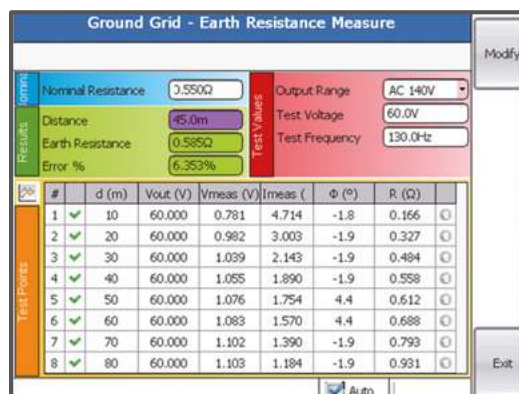 Ground Grid - Earth Resistance Measure
Modify
Nominal Resistance 0.550Ω
Output Range AC 140V
Test Values
Test Voltage 60.0V
Test Frequency 130.0Hz
Results
Distance 45.0m
Earth Resistance 0.585Ω
Error % 6.353%
Test Points
# d (m) Vout (V) Vmeas (V) Imeas ( Φ (º) R (Ω)
1 10 60.000 0.781 4.714 -1.8 0.166
2 20 60.000 0.982 3.003 -1.9 0.327
3 30 60.000 1.039 2.143 -1.9 0.484
4 40 60.000 1.055 1.890 -1.9 0.558
5 50 60.000 1.076 1.754 4.4 0.612
6 60 60.000 1.083 1.570 4.4 0.688
7 70 60.000 1.102 1.390 -1.9 0.793
8 80 60.000 1.103 1.184 -1.9 0.931
Exit
Auto